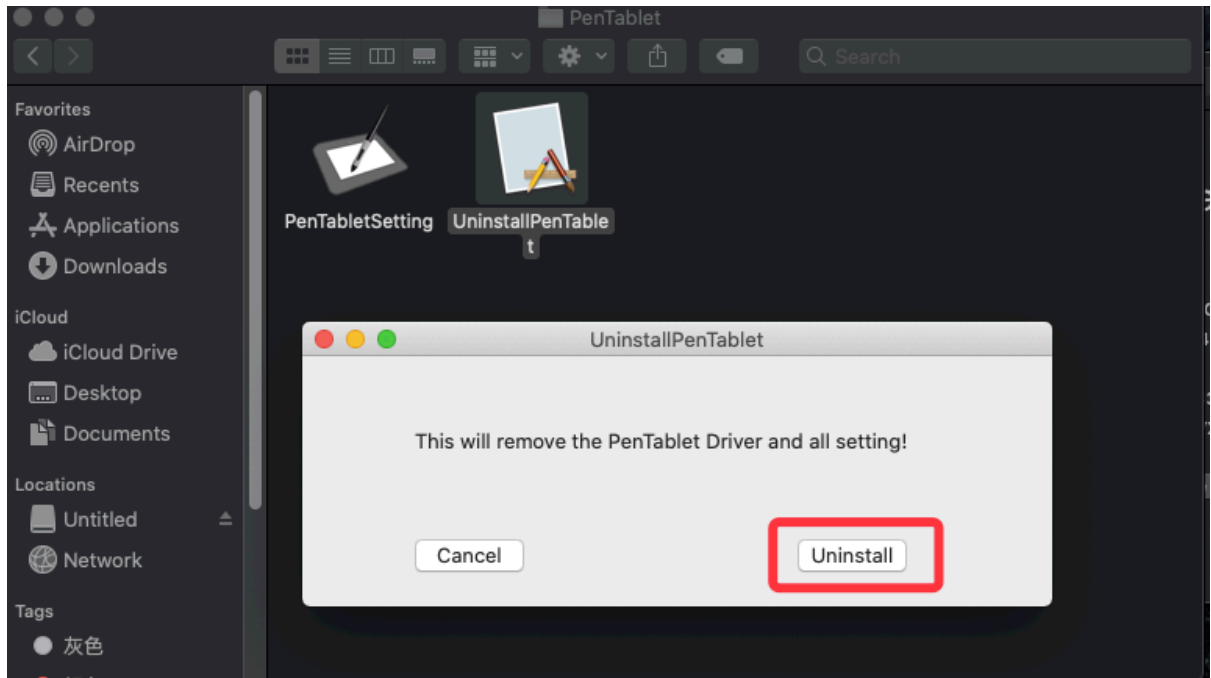 PenTablet
Search
Favorites
AirDrop
Recents
Applications
Downloads
iCloud
iCloud Drive
Desktop
Documents
Locations
Untitled
Network
Tags
灰色
PenTabletSetting
UninstallPenTable
t
UninstallPenTablet
This will remove the PenTablet Driver and all setting!
Cancel
Uninstall